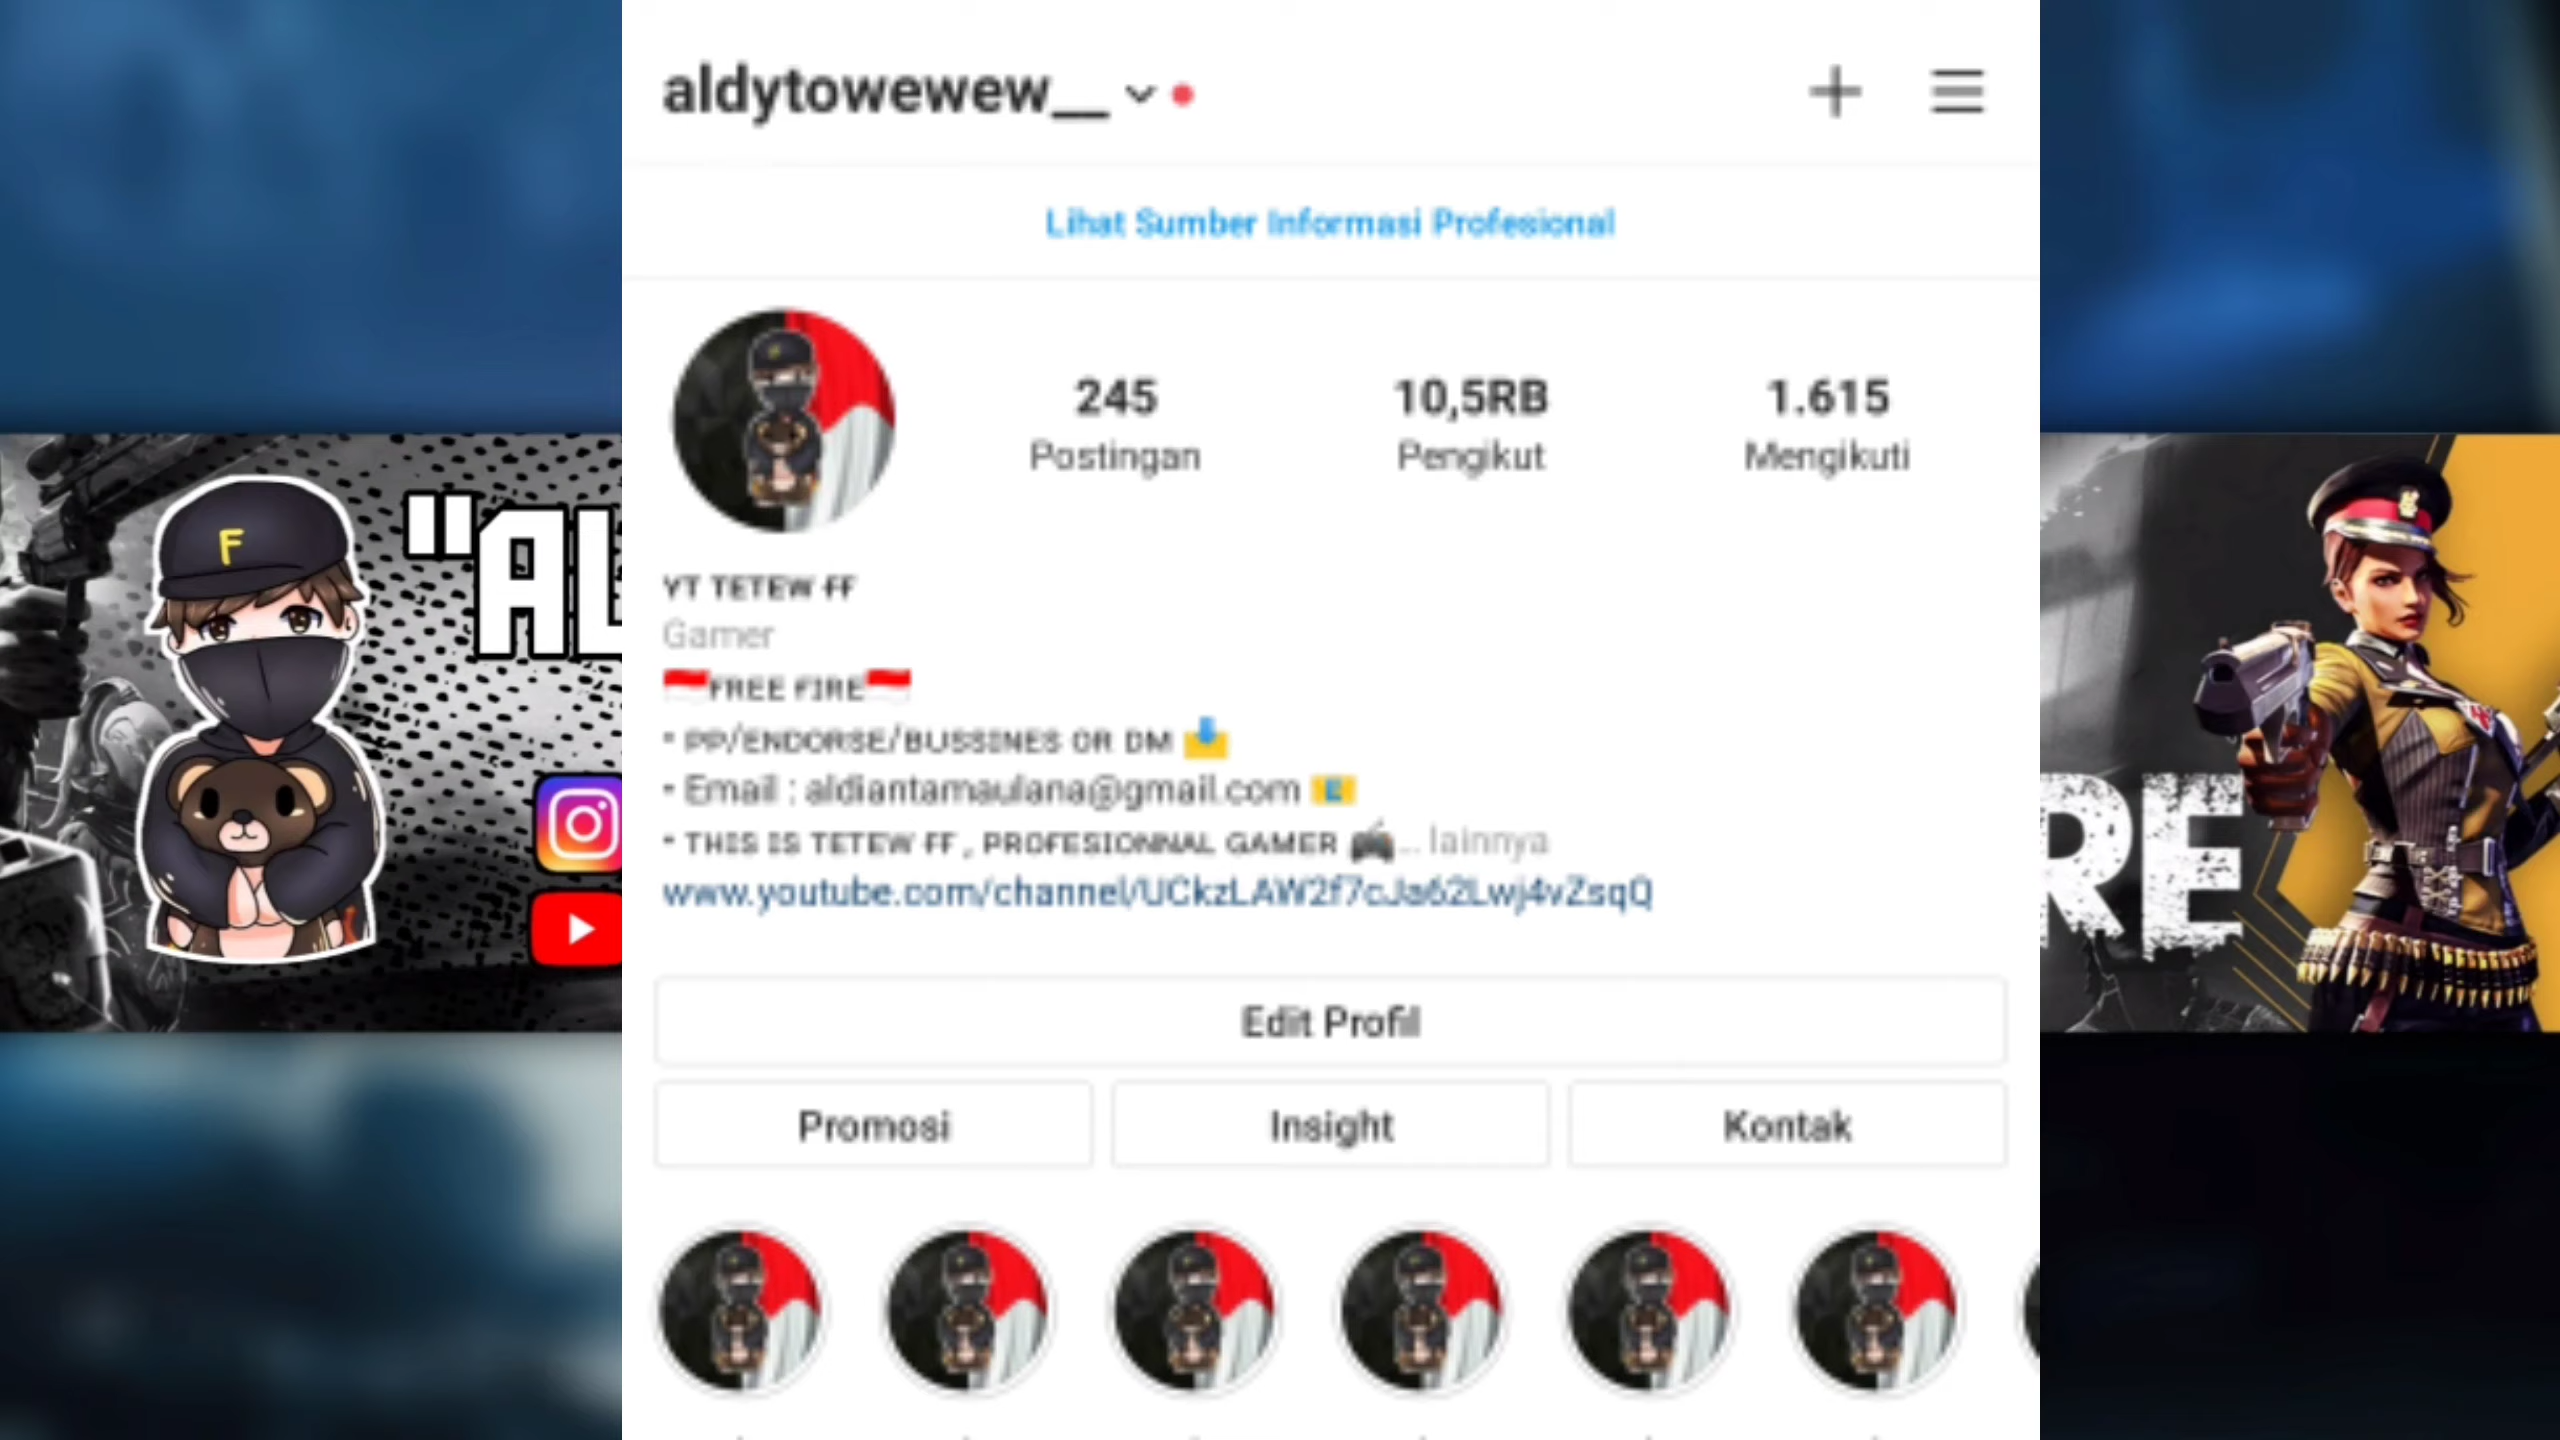 aldytowewew__
Lihat Sumber Informasi Profesional
245
Postingan
10,5RB
Pengikut
1.615
Mengikuti
YT TETEW FF
Gamer
FREE FIRE
• PP/ENDORSE/BUSSINES OR DM
• Email : aldiantamaulana@gmail.com
• THIS IS TETEW FF, PROFESIONNAL GAMER 🎮... lainnya
www.youtube.com/channel/UCkzLAW2f7cJa62Lwj4vZsqQ
Edit Profil
Promosi
Insight
Kontak
F
"AL
RE